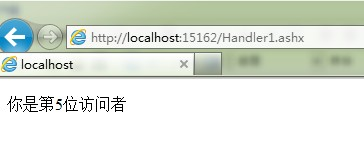 http://localhost:15162/Handler1.ashx
localhost
你是第5位访问者